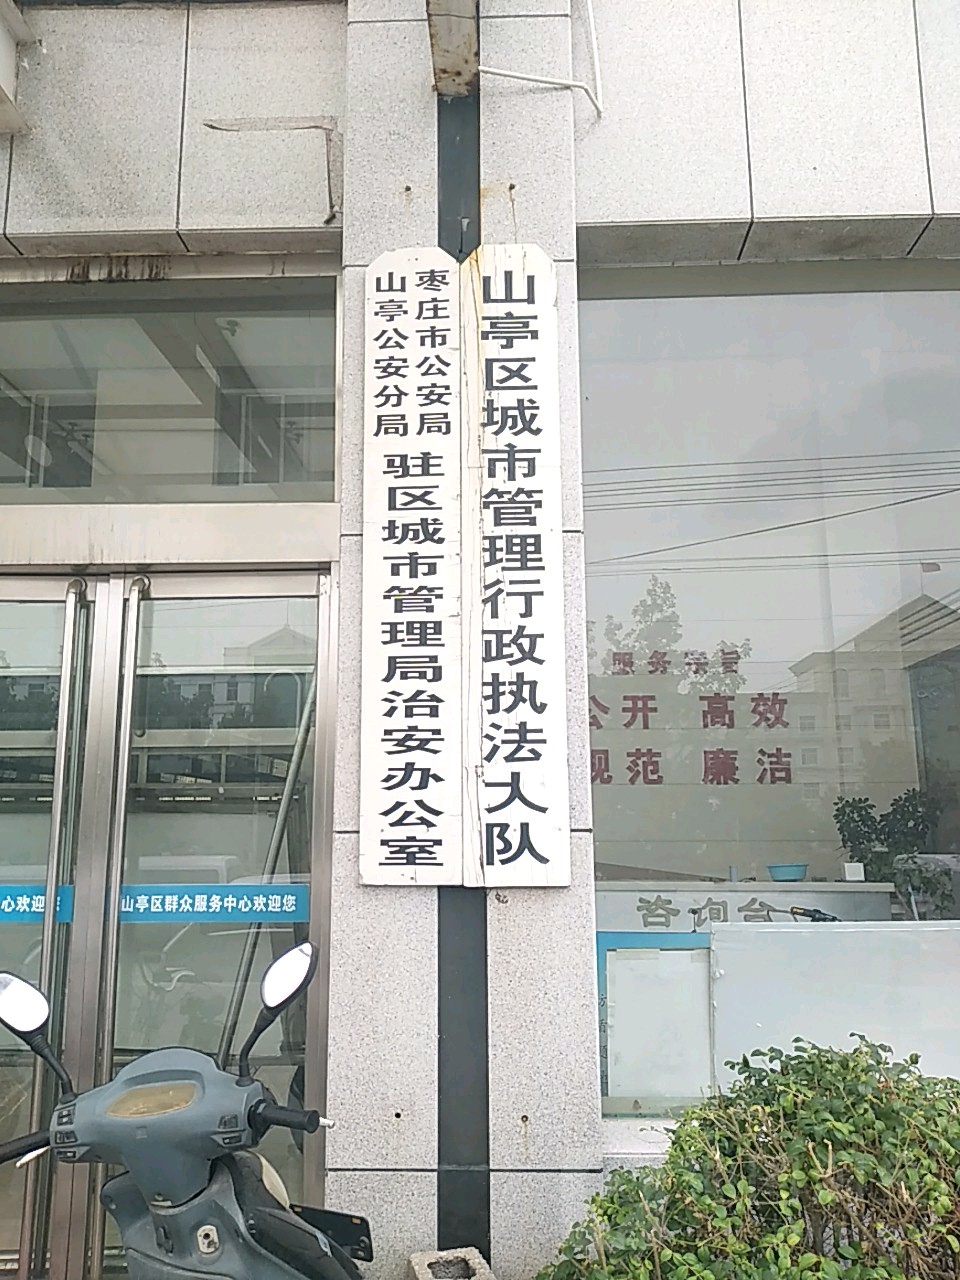 山亭区城市管理行政执法大队
枣庄市公安局
山亭公安分局
驻区城市管理局治安办公室
心欢迎您
山亭区群众服务中心欢迎您
服务宗旨
公开 高效
规范 廉洁
咨询台